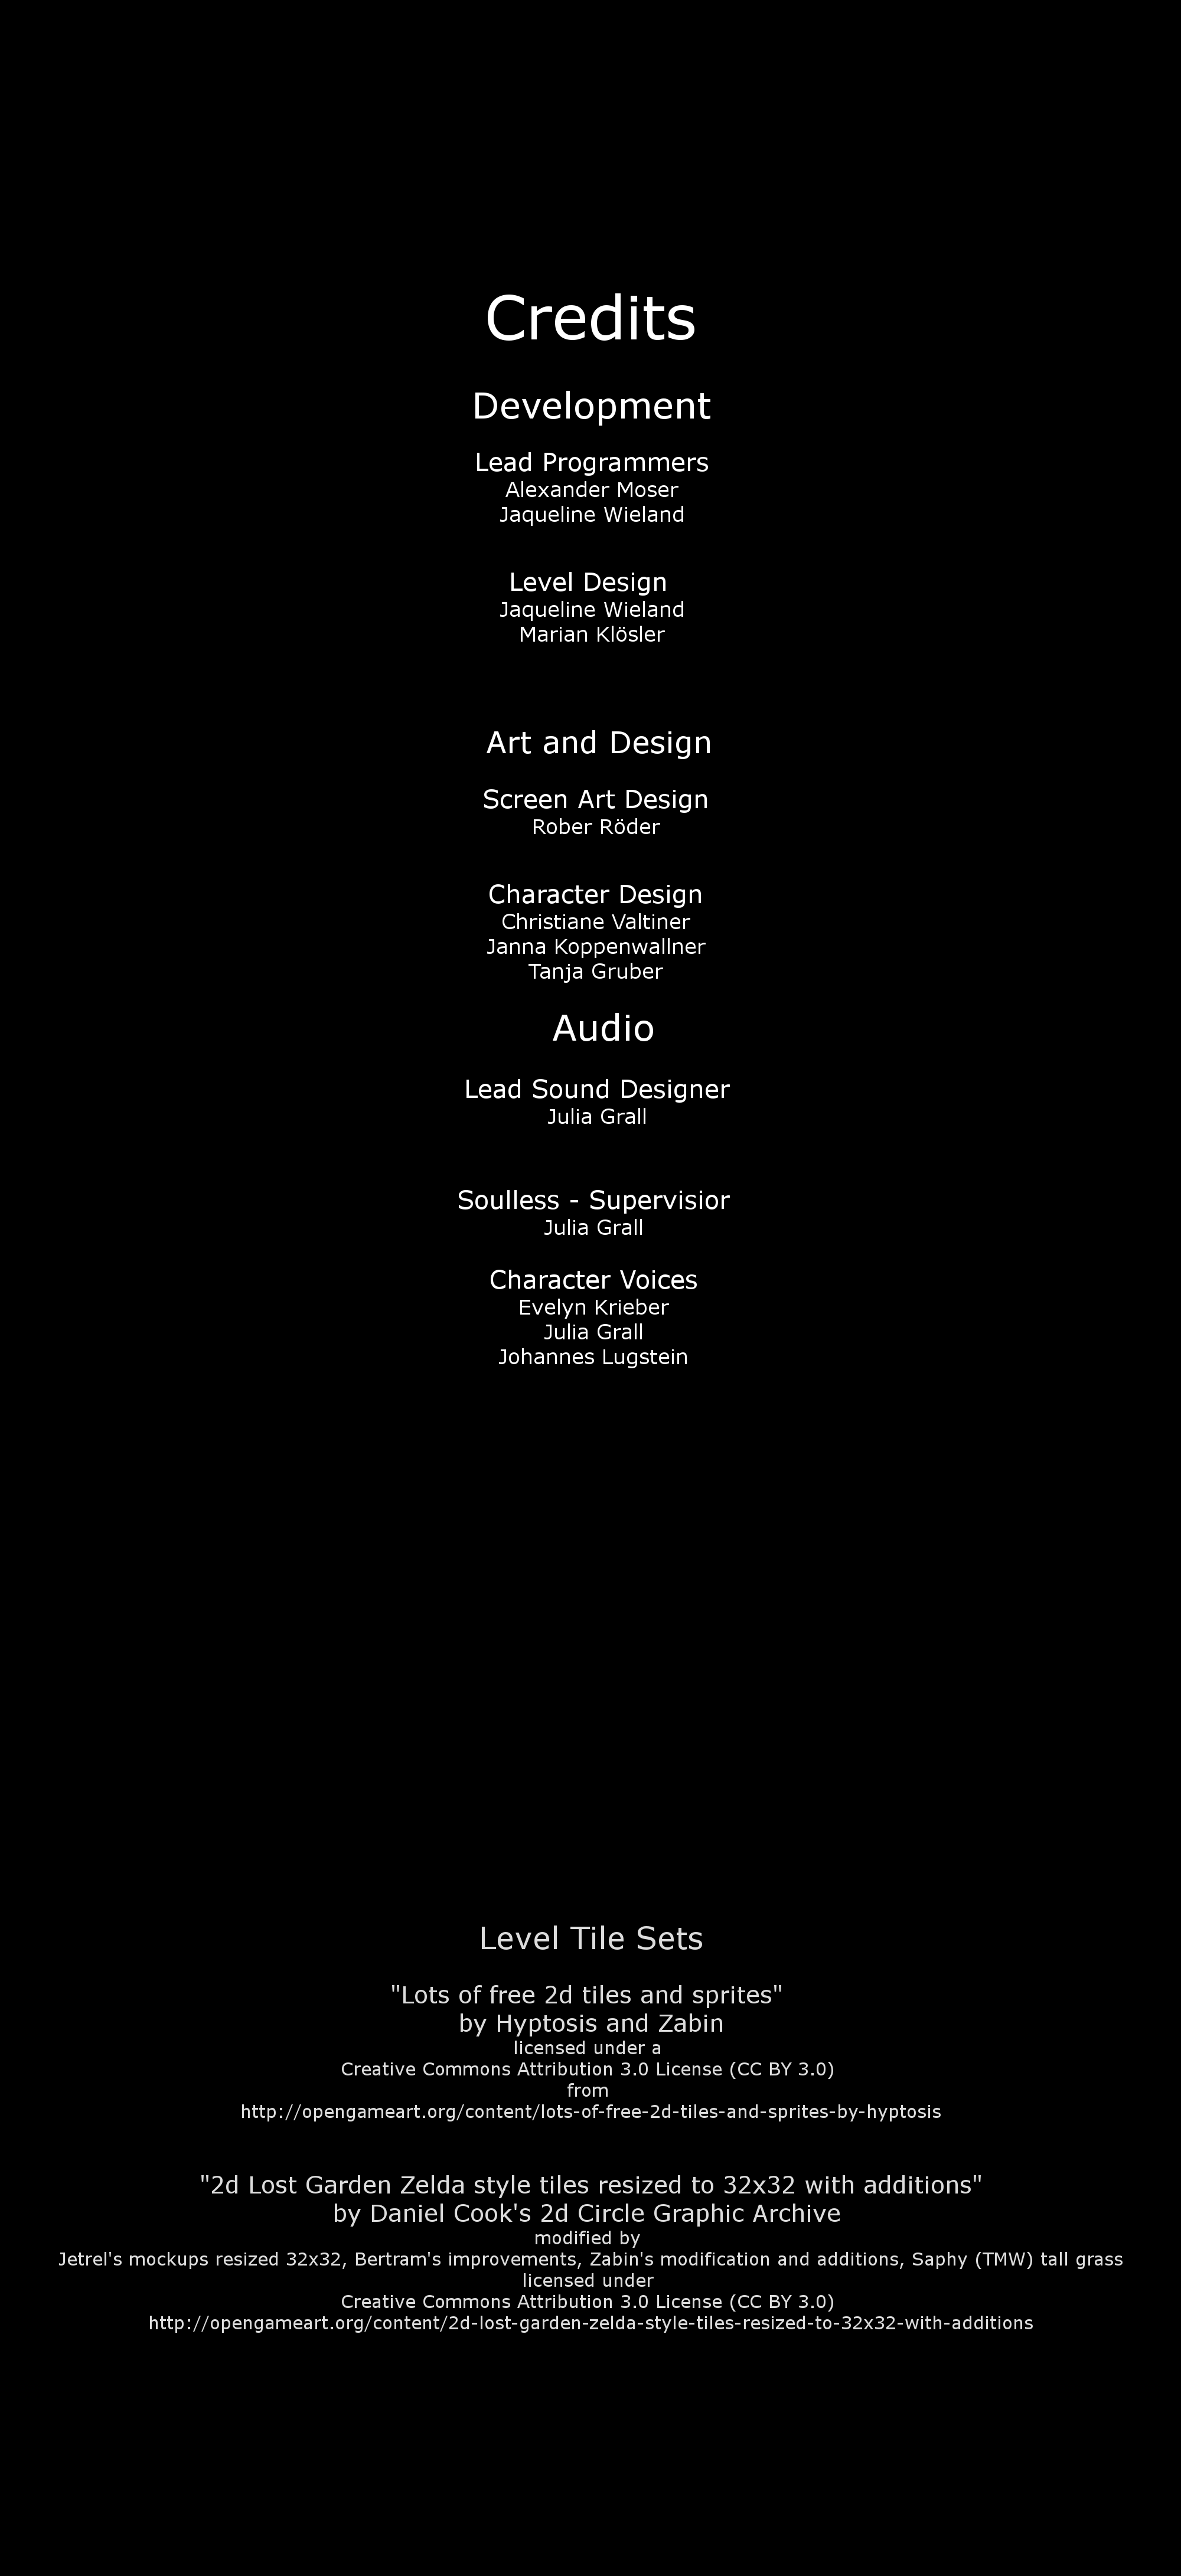 Credits
Development
Lead Programmers
Alexander Moser
Jaqueline Wieland
Level Design
Jaqueline Wieland
Marian Klösler
Art and Design
Screen Art Design
Rober Röder
Character Design
Christiane Valtiner
Janna Koppenwallner
Tanja Gruber
Audio
Lead Sound Designer
Julia Grall
Soulless - Supervisior
Julia Grall
Character Voices
Evelyn Krieber
Julia Grall
Johannes Lugstein
Level Tile Sets
"Lots of free 2d tiles and sprites"
by Hyptosis and Zabin
licensed under a
Creative Commons Attribution 3.0 License (CC BY 3.0)
from
http://opengameart.org/content/lots-of-free-2d-tiles-and-sprites-by-hyptosis
"2d Lost Garden Zelda style tiles resized to 32x32 with additions"
by Daniel Cook's 2d Circle Graphic Archive
modified by
Jetrel's mockups resized 32x32, Bertram's improvements, Zabin's modification and additions, Saphy (TMW) tall grass
licensed under
Creative Commons Attribution 3.0 License (CC BY 3.0)
http://opengameart.org/content/2d-lost-garden-zelda-style-tiles-resized-to-32x32-with-additions